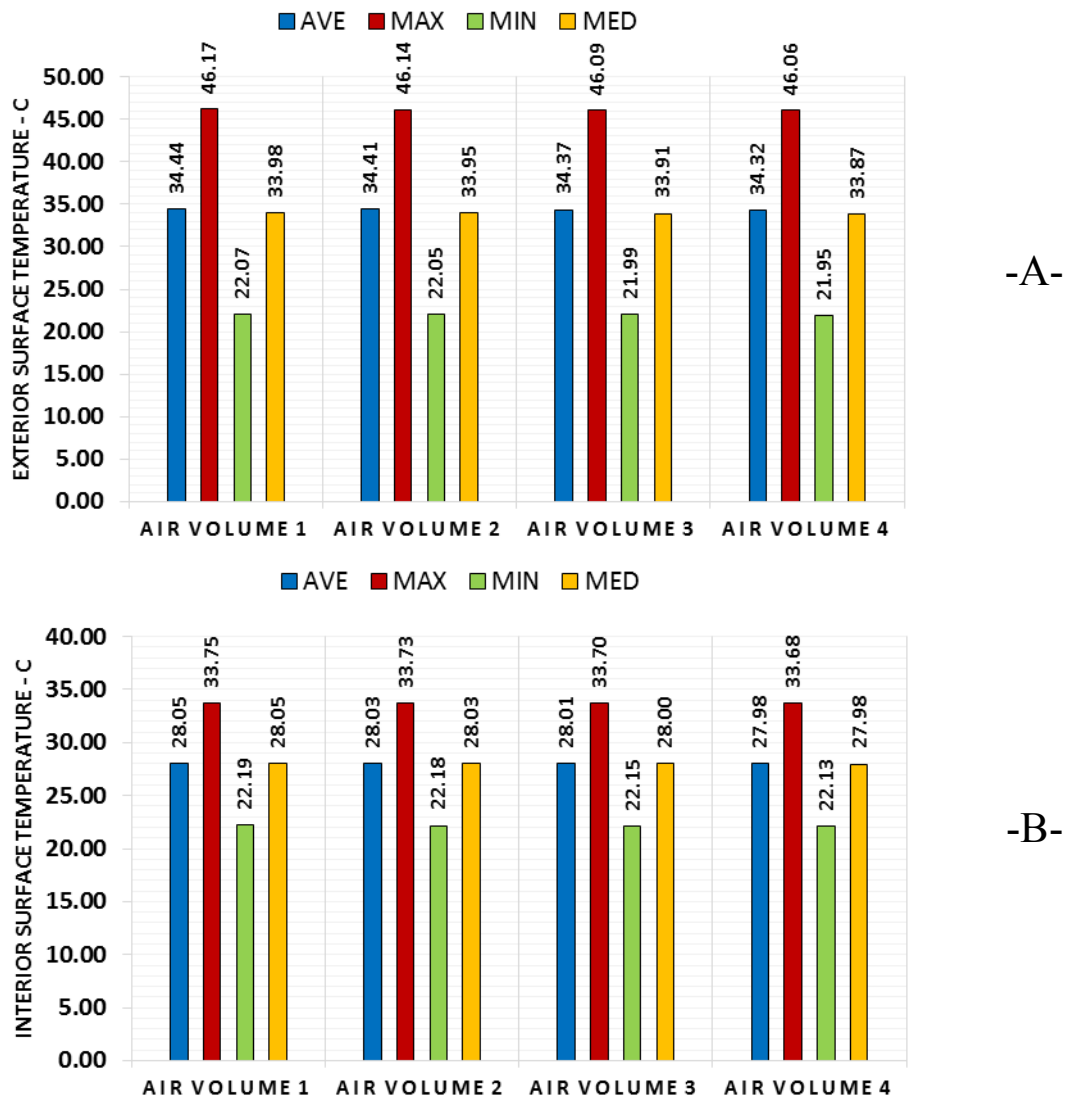 AVE MAX MIN MED
EXTERIOR SURFACE TEMPERATURE - C
50.00
45.00
40.00
35.00
30.00
25.00
20.00
15.00
10.00
5.00
0.00
34.44 46.17 22.07 33.98
34.41 46.14 22.05 33.95
34.37 46.09 21.99 33.91
34.32 46.06 21.95 33.87
AIR VOLUME 1 AIR VOLUME 2 AIR VOLUME 3 AIR VOLUME 4
-A-
AVE MAX MIN MED
INTERIOR SURFACE TEMPERATURE - C
40.00
35.00
30.00
25.00
20.00
15.00
10.00
5.00
0.00
28.05 33.75 22.19 28.05
28.03 33.73 22.18 28.03
28.01 33.70 22.15 28.00
27.98 33.68 22.13 27.98
AIR VOLUME 1 AIR VOLUME 2 AIR VOLUME 3 AIR VOLUME 4
-B-